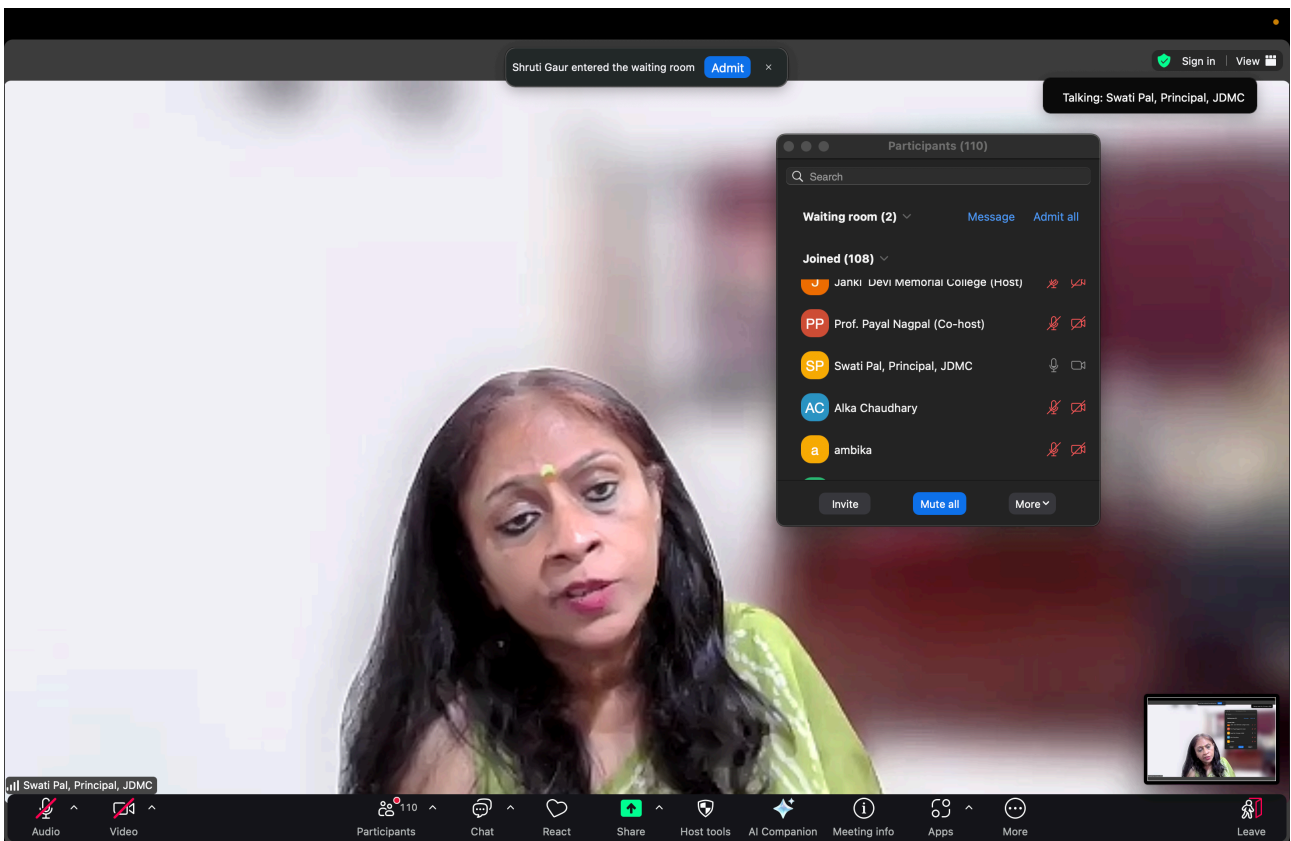 Shruti Gaur entered the waiting room Admit ×
Sign in View
Talking: Swati Pal, Principal, JDMC
Participants (110)
Search
Waiting room (2) Message Admit all
Joined (108)
J Janki Devi Memorial College (Host)
PP Prof. Payal Nagpal (Co-host)
SP Swati Pal, Principal, JDMC
AC Alka Chaudhary
a ambika
Invite Mute all More
Swati Pal, Principal, JDMC
110
Audio Video Participants Chat React Share Host tools AI Companion Meeting info Apps More Leave